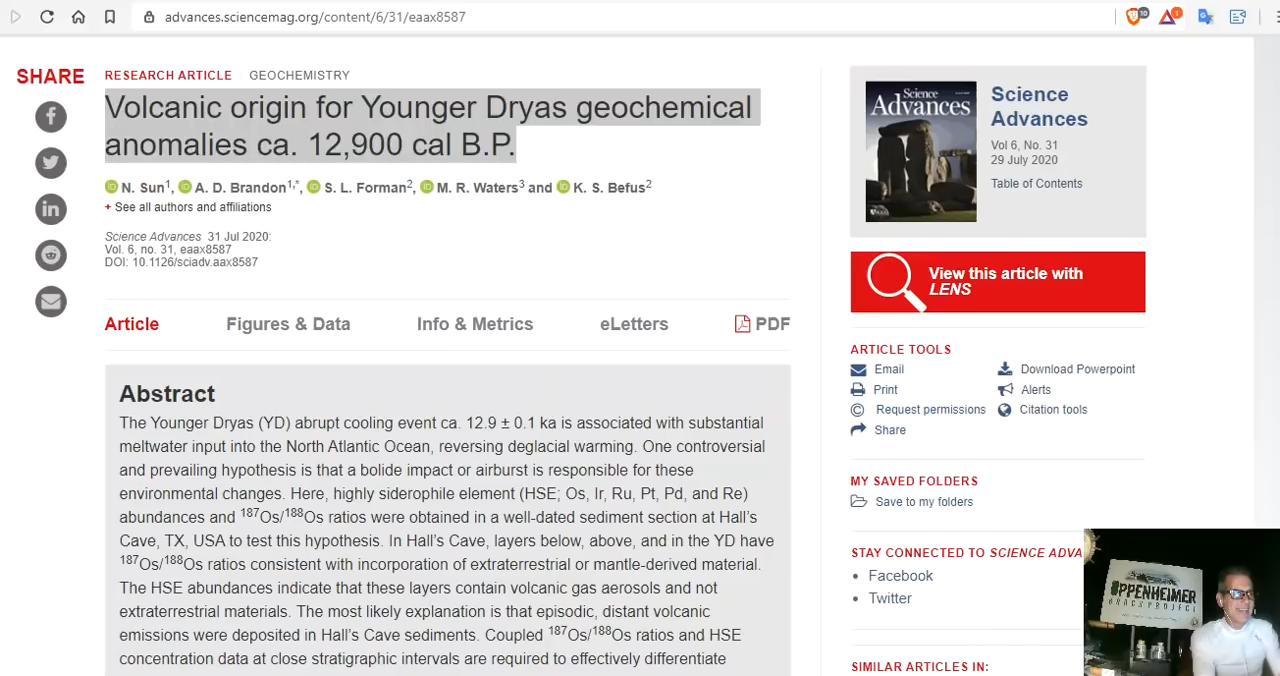 advances.sciencemag.org/content/6/31/eaax8587
10
1
SHARE
RESEARCH ARTICLE GEOCHEMISTRY
Volcanic origin for Younger Dryas geochemical
anomalies ca. 12,900 cal B.P.
N. Sun1, A. D. Brandon1,*, S. L. Forman2, M. R. Waters3 and K. S. Befus2
+ See all authors and affiliations
Science Advances 31 Jul 2020:
Vol. 6, no. 31, eaax8587
DOI: 10.1126/sciadv.aax8587
Article Figures & Data Info & Metrics eLetters PDF
Abstract
The Younger Dryas (YD) abrupt cooling event ca. 12.9 ± 0.1 ka is associated with substantial
meltwater input into the North Atlantic Ocean, reversing deglacial warming. One controversial
and prevailing hypothesis is that a bolide impact or airburst is responsible for these
environmental changes. Here, highly siderophile element (HSE; Os, Ir, Ru, Pt, Pd, and Re)
abundances and 187Os/188Os ratios were obtained in a well-dated sediment section at Hall's
Cave, TX, USA to test this hypothesis. In Hall's Cave, layers below, above, and in the YD have
187Os/188Os ratios consistent with incorporation of extraterrestrial or mantle-derived material.
The HSE abundances indicate that these layers contain volcanic gas aerosols and not
extraterrestrial materials. The most likely explanation is that episodic, distant volcanic
emissions were deposited in Hall's Cave sediments. Coupled 187Os/188Os ratios and HSE
concentration data at close stratigraphic intervals are required to effectively differentiate
Science
Advances
Science
Advances
Vol 6, No. 31
29 July 2020
Table of Contents
View this article with
LENS
ARTICLE TOOLS
Email Download Powerpoint
Print Alerts
Request permissions Citation tools
Share
MY SAVED FOLDERS
Save to my folders
STAY CONNECTED TO SCIENCE ADVA
Facebook
Twitter
SIMILAR ARTICLES IN:
OPPENHEIMER
RANCH PROJECT